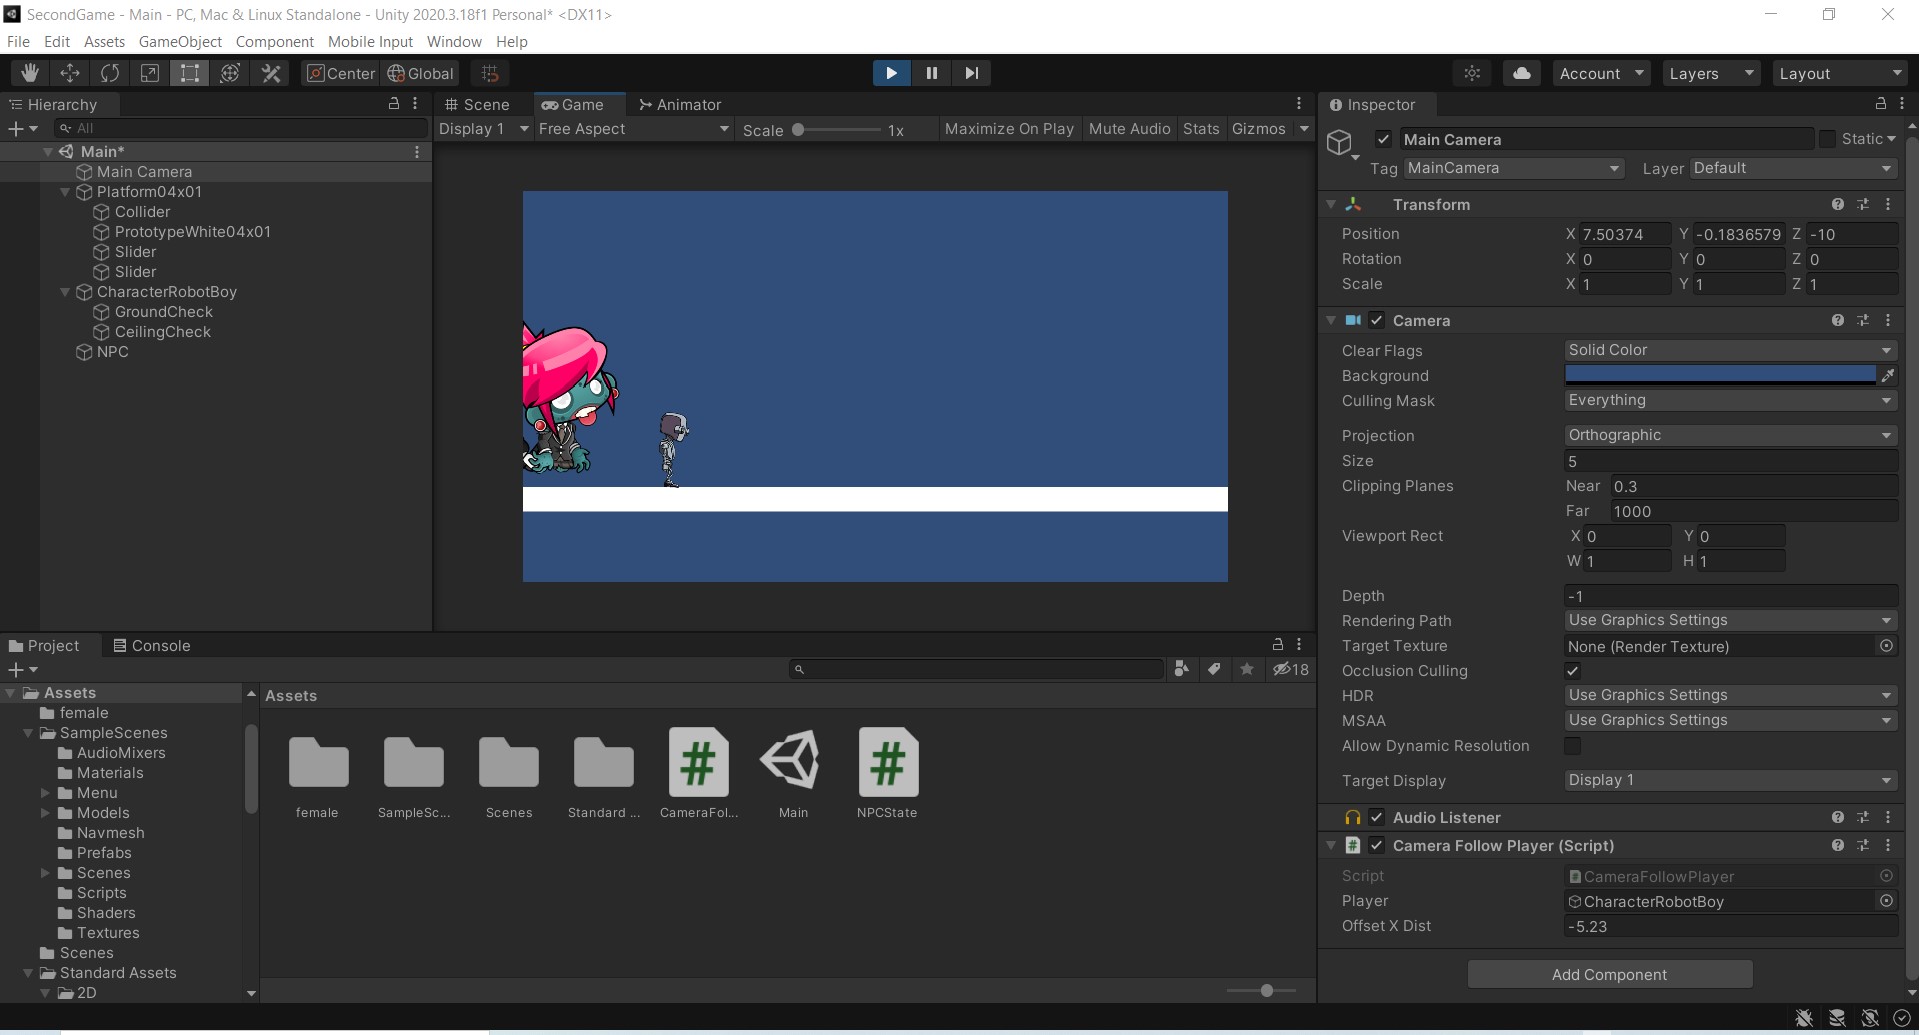 SecondGame - Main - PC, Mac & Linux Standalone - Unity 2020.3.18f1 Personal* <DX11>
File Edit Assets GameObject Component Mobile Input Window Help
Center Global Account Layers Layout
Hierarchy
All
Main*
Main Camera
Platform04x01
Collider
PrototypeWhite04x01
Slider
Slider
CharacterRobotBoy
GroundCheck
CeilingCheck
NPC
Scene Game Animator
Display 1 Free Aspect Scale 1x Maximize On Play Mute Audio Stats Gizmos
Project Console
18
Assets
female
SampleScenes
AudioMixers
Materials
Menu
Models
Navmesh
Prefabs
Scenes
Scripts
Shaders
Textures
Scenes
Standard Assets
2D
Assets
female SampleSc... Scenes Standard ... CameraFol... Main NPCState
Inspector
Main Camera Static
Tag MainCamera Layer Default
Transform
Position X 7.50374 Y -0.1836579 Z -10
Rotation X 0 Y 0 Z 0
Scale X 1 Y 1 Z 1
Camera
Clear Flags Solid Color
Background
Culling Mask Everything
Projection Orthographic
Size 5
Clipping Planes Near 0.3
Far 1000
Viewport Rect X 0 Y 0
W 1 H 1
Depth -1
Rendering Path Use Graphics Settings
Target Texture None (Render Texture)
Occlusion Culling
HDR Use Graphics Settings
MSAA Use Graphics Settings
Allow Dynamic Resolution
Target Display Display 1
Audio Listener
Camera Follow Player (Script)
Script CameraFollowPlayer
Player CharacterRobotBoy
Offset X Dist -5.23
Add Component